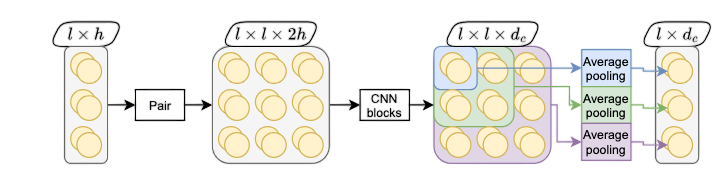 l × h
l × l × 2h
l × l × d_c
l × d_c
Pair
CNN
blocks
Average
pooling
Average
pooling
Average
pooling